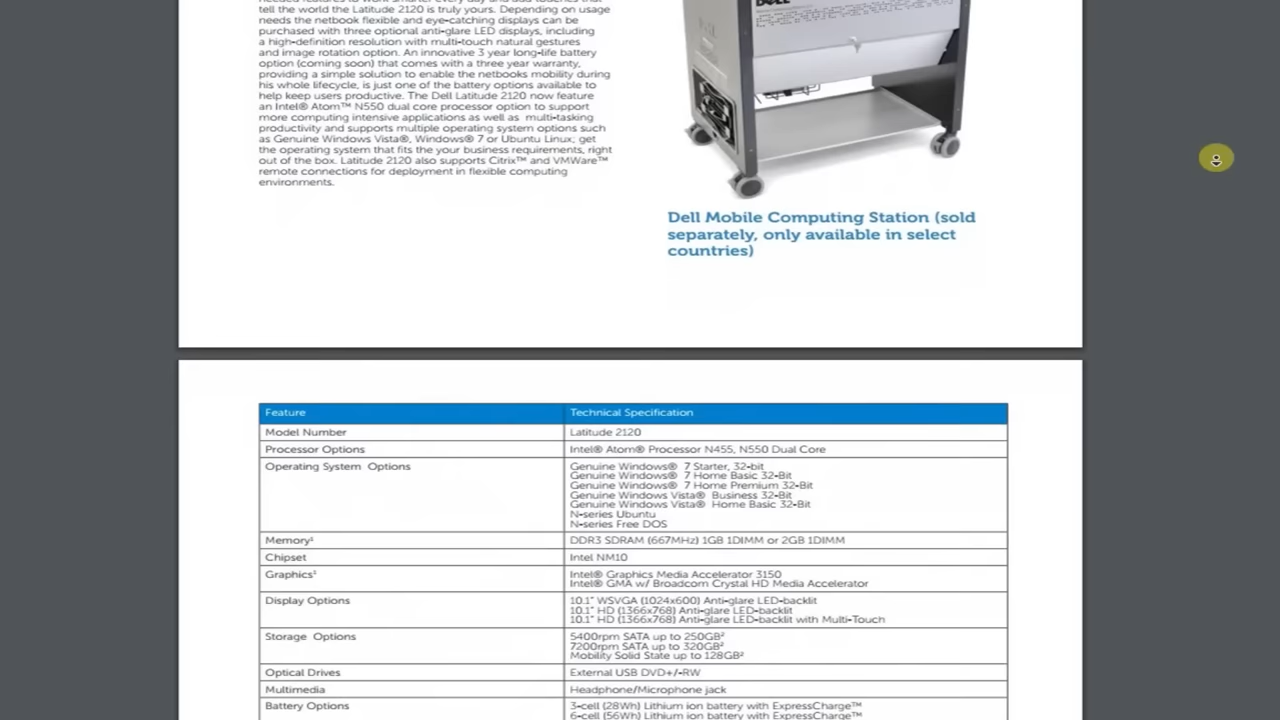 tell the world the Latitude 2120 is truly yours. Depending on usage
needs the netbook flexible and eye-catching displays can be
purchased with three optional anti-glare LED displays, including
a high-definition resolution with multi-touch natural gestures
and image rotation option. An innovative 3 year long-life battery
option (coming soon) that comes with a three year warranty,
providing a simple solution to enable the netbooks mobility during
his whole lifecycle, is just one of the battery options available to
help keep users productive. The Dell Latitude 2120 now feature
an Intel® Atom™ N550 dual core processor option to support
more computing intensive applications as well as multi-tasking
productivity and supports multiple operating system options such
as Genuine Windows Vista®, Windows® 7 or Ubuntu Linux; get
the operating system that fits the your business requirements, right
out of the box. Latitude 2120 also supports Citrix™ and VMWare™
remote connections for deployment in flexible computing
environments.
DELL
Dell Mobile Computing Station (sold
separately, only available in select
countries)
Feature Technical Specification
Model Number Latitude 2120
Processor Options Intel® Atom® Processor N455, N550 Dual Core
Operating System Options Genuine Windows® 7 Starter, 32-bit
Genuine Windows® 7 Home Basic 32-Bit
Genuine Windows® 7 Home Premium 32-Bit
Genuine Windows Vista® Business 32-Bit
Genuine Windows Vista® Home Basic 32-Bit
N-series Ubuntu
N-series Free DOS
Memory¹ DDR3 SDRAM (667MHz) 1GB 1DIMM or 2GB 1DIMM
Chipset Intel NM10
Graphics¹ Intel® Graphics Media Accelerator 3150
Intel® GMA w/ Broadcom Crystal HD Media Accelerator
Display Options 10.1" WSVGA (1024x600) Anti-glare LED-backlit
10.1" HD (1366x768) Anti-glare LED-backlit
10.1" HD (1366x768) Anti-glare LED-backlit with Multi-Touch
Storage Options 5400rpm SATA up to 250GB²
7200rpm SATA up to 320GB²
Mobility Solid State up to 128GB²
Optical Drives External USB DVD+/-RW
Multimedia Headphone/Microphone jack
Battery Options 3-cell (28Wh) Lithium ion battery with ExpressCharge™
6-cell (56Wh) Lithium ion battery with ExpressCharge™